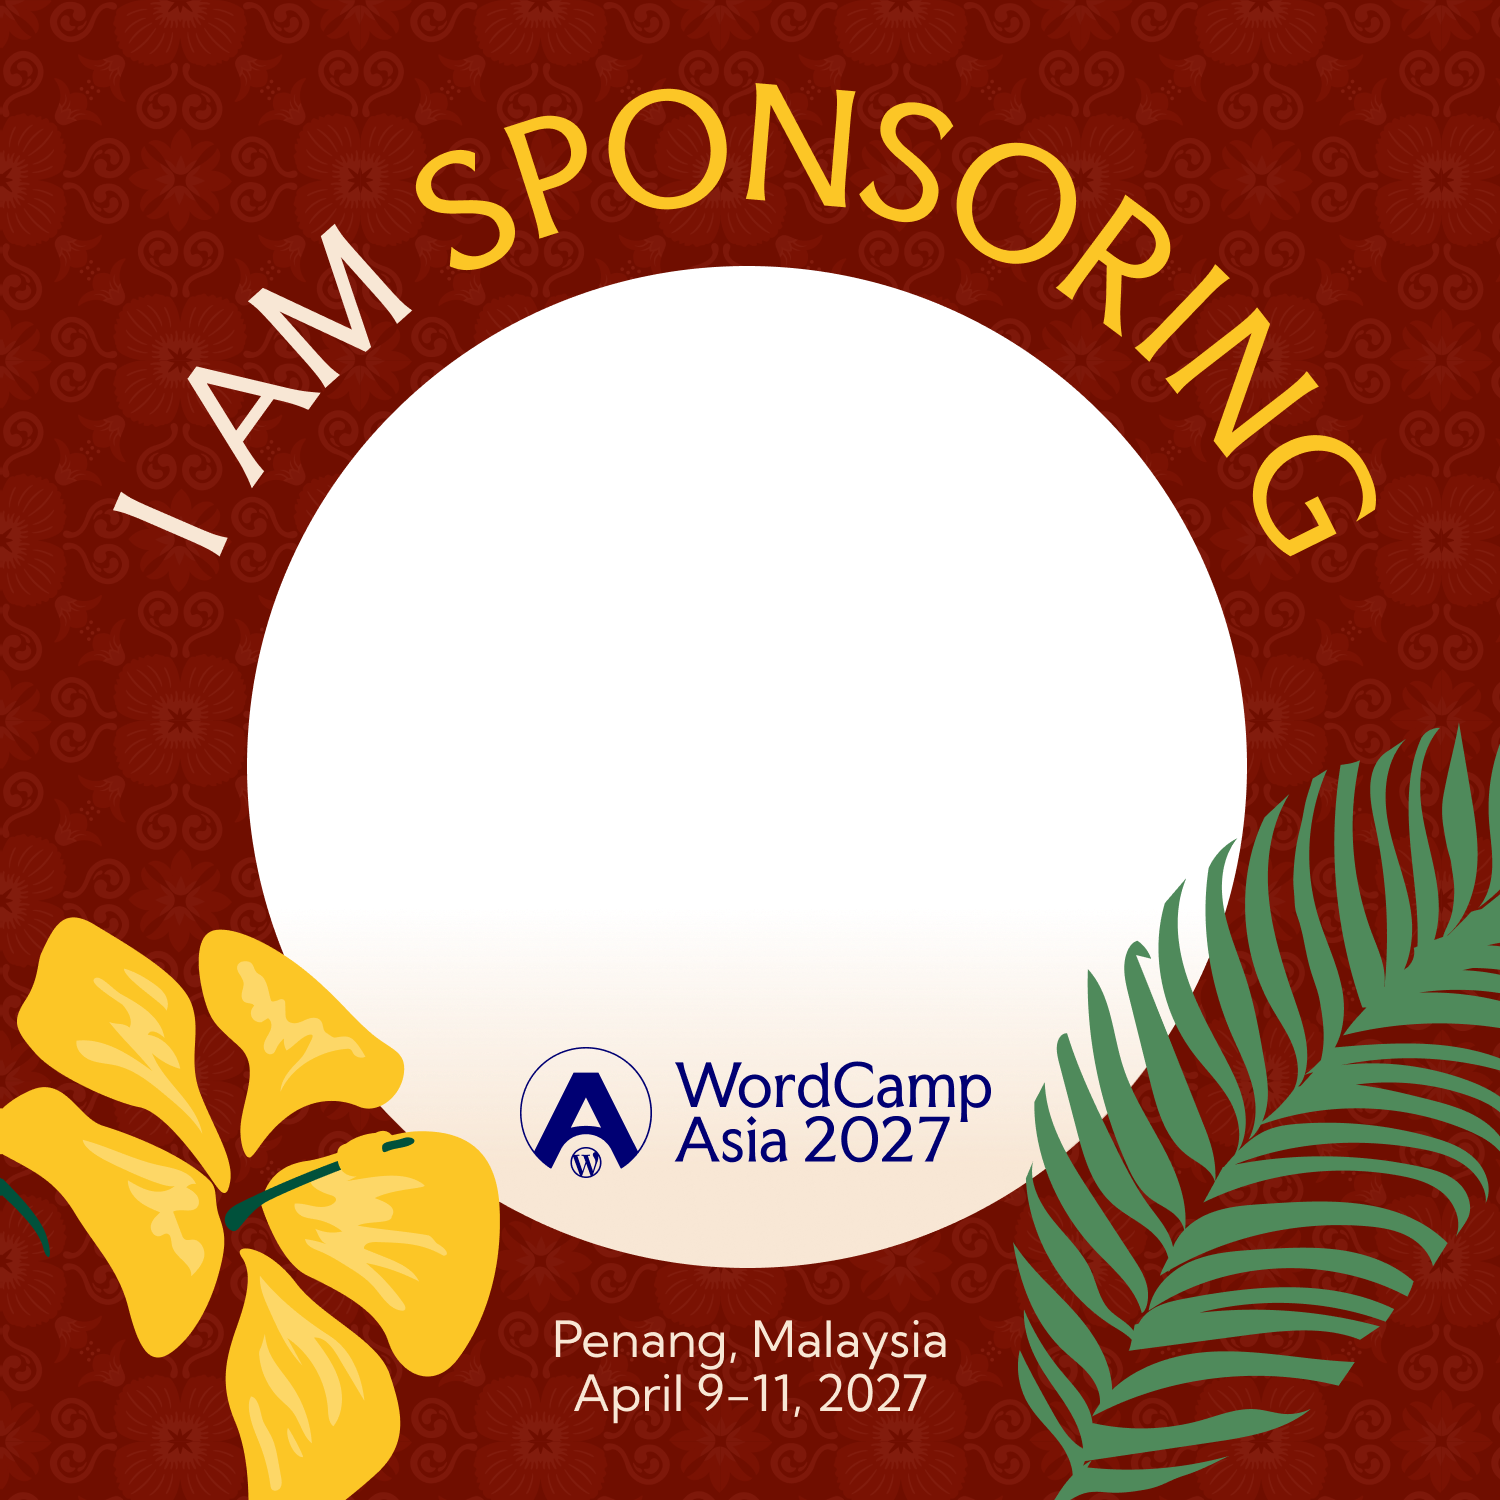 I AM SPONSORING
WordCamp
Asia 2027
Penang, Malaysia
April 9–11, 2027